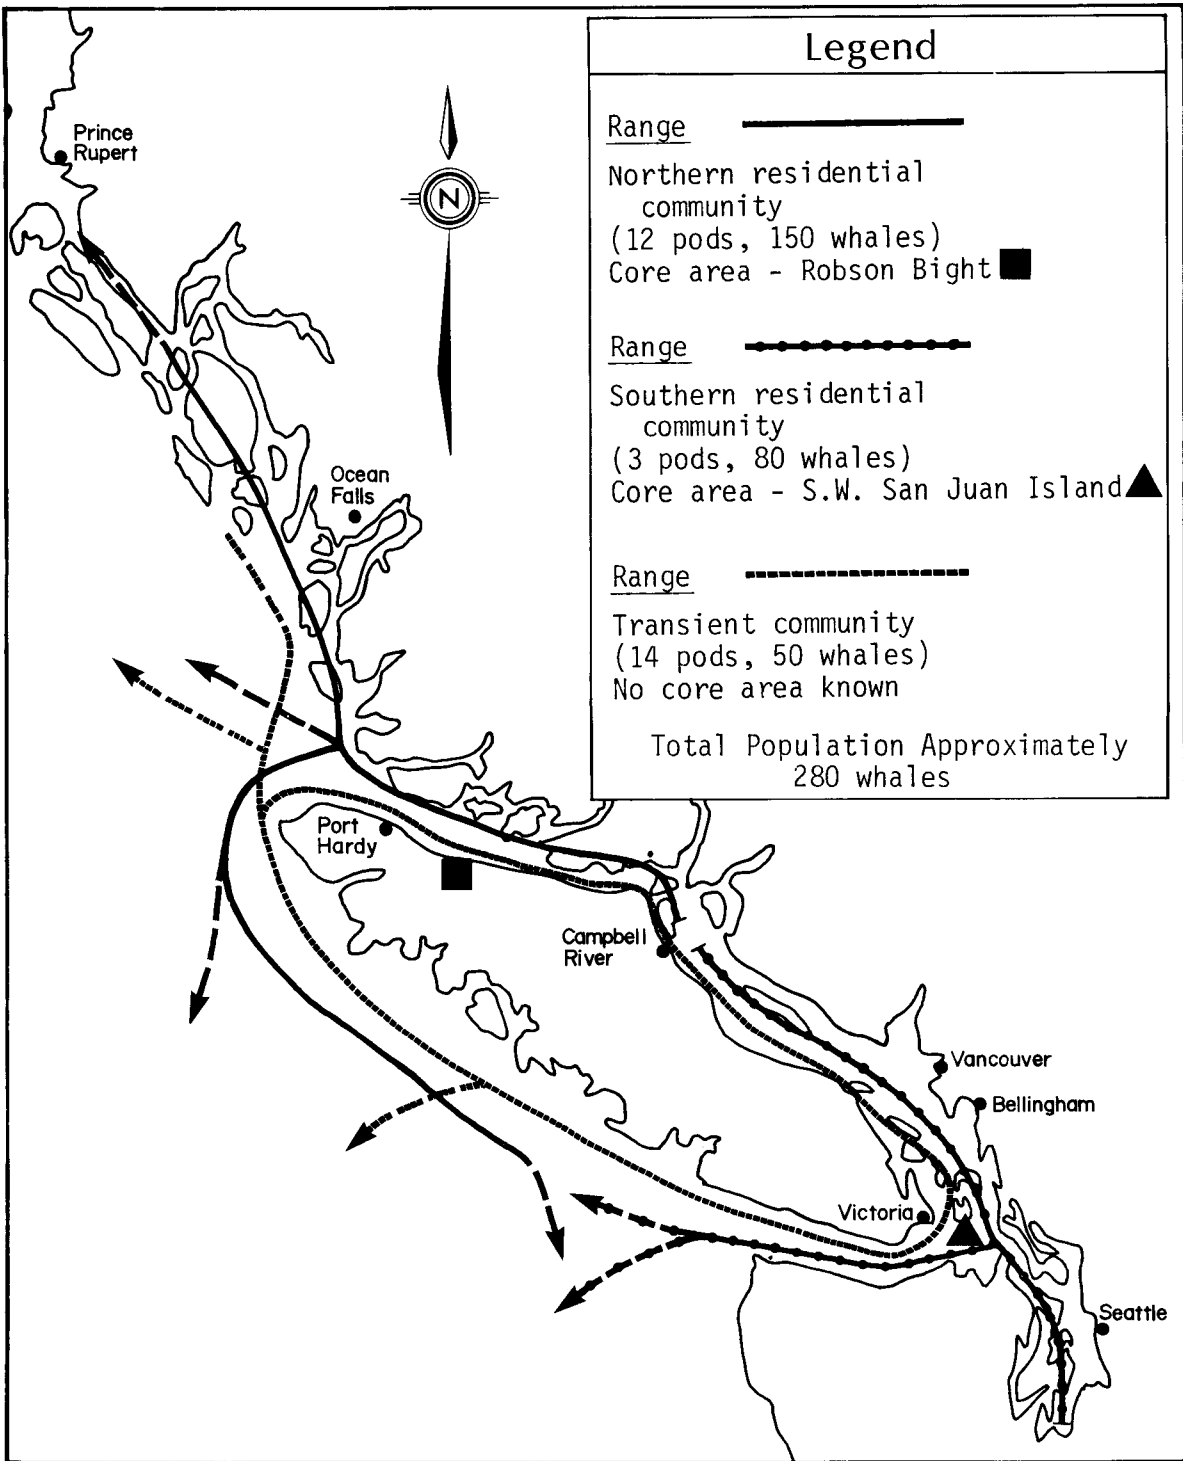 Legend
Range
Northern residential
community
(12 pods, 150 whales)
Core area - Robson Bight
Range
Southern residential
community
(3 pods, 80 whales)
Core area - S.W. San Juan Island
Range
Transient community
(14 pods, 50 whales)
No core area known
Total Population Approximately
280 whales
N
Prince
Rupert
Ocean
Falls
Port
Hardy
Campbell
River
Vancouver
Bellingham
Victoria
Seattle